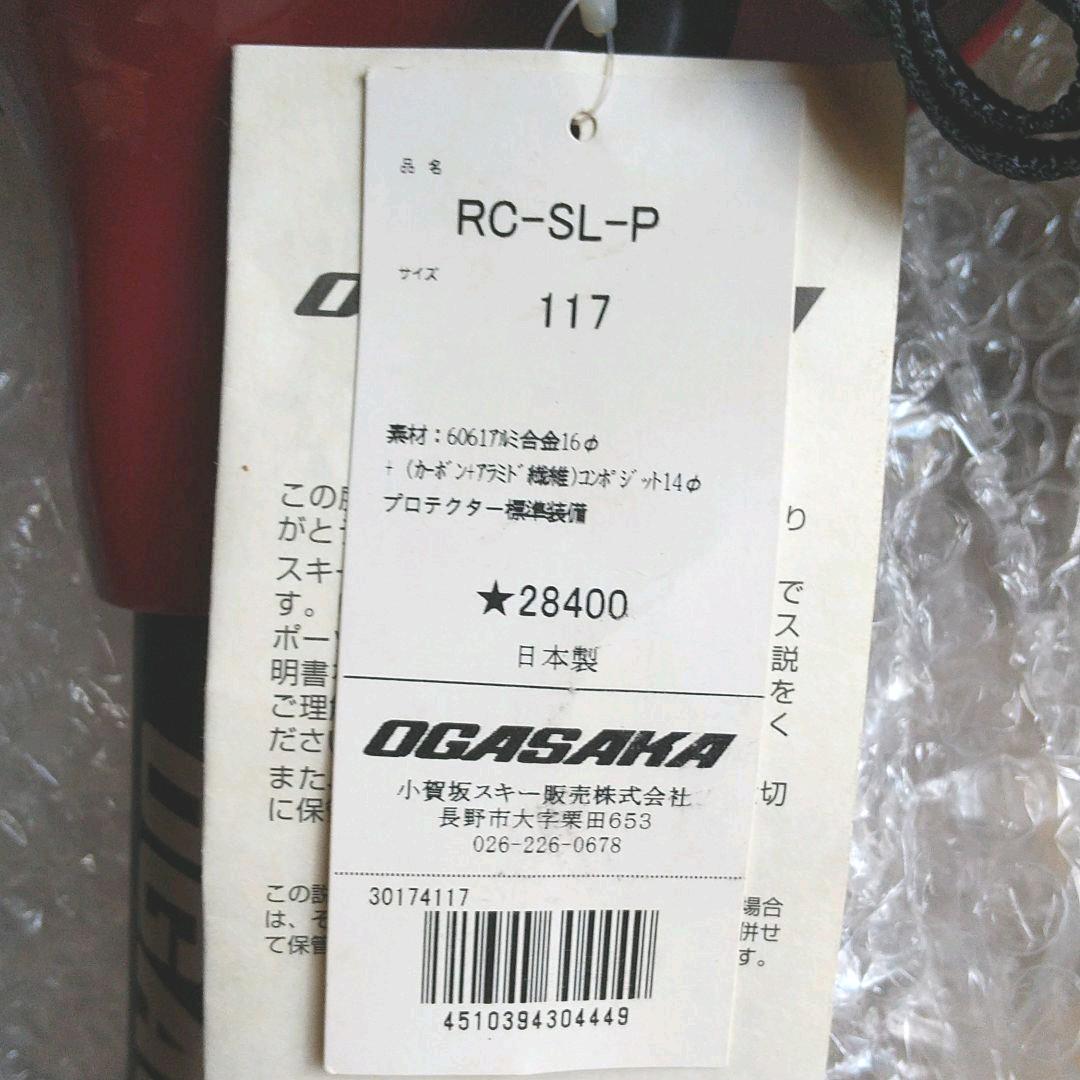 品名
RC-SL-P
サイズ
117
素材：6061ｱﾙﾐ合金16φ
+（ｶｰﾎﾞﾝ+ｱﾗﾐﾄﾞ繊維)ｺﾝﾎﾟｼﾞｯﾄ14φ
プロテクター標準装備
★28400
日本製
OGASAKA
小賀坂スキー販売株式会社
長野市大字栗田653
026-226-0678
30174117
4510394304449
この
がと
スキー
す。
ポー
明書
ご理
ださい
また
に保
り
で
ス
説
を
く
切
この説
は、そ
て保管
場合
併せ
す。